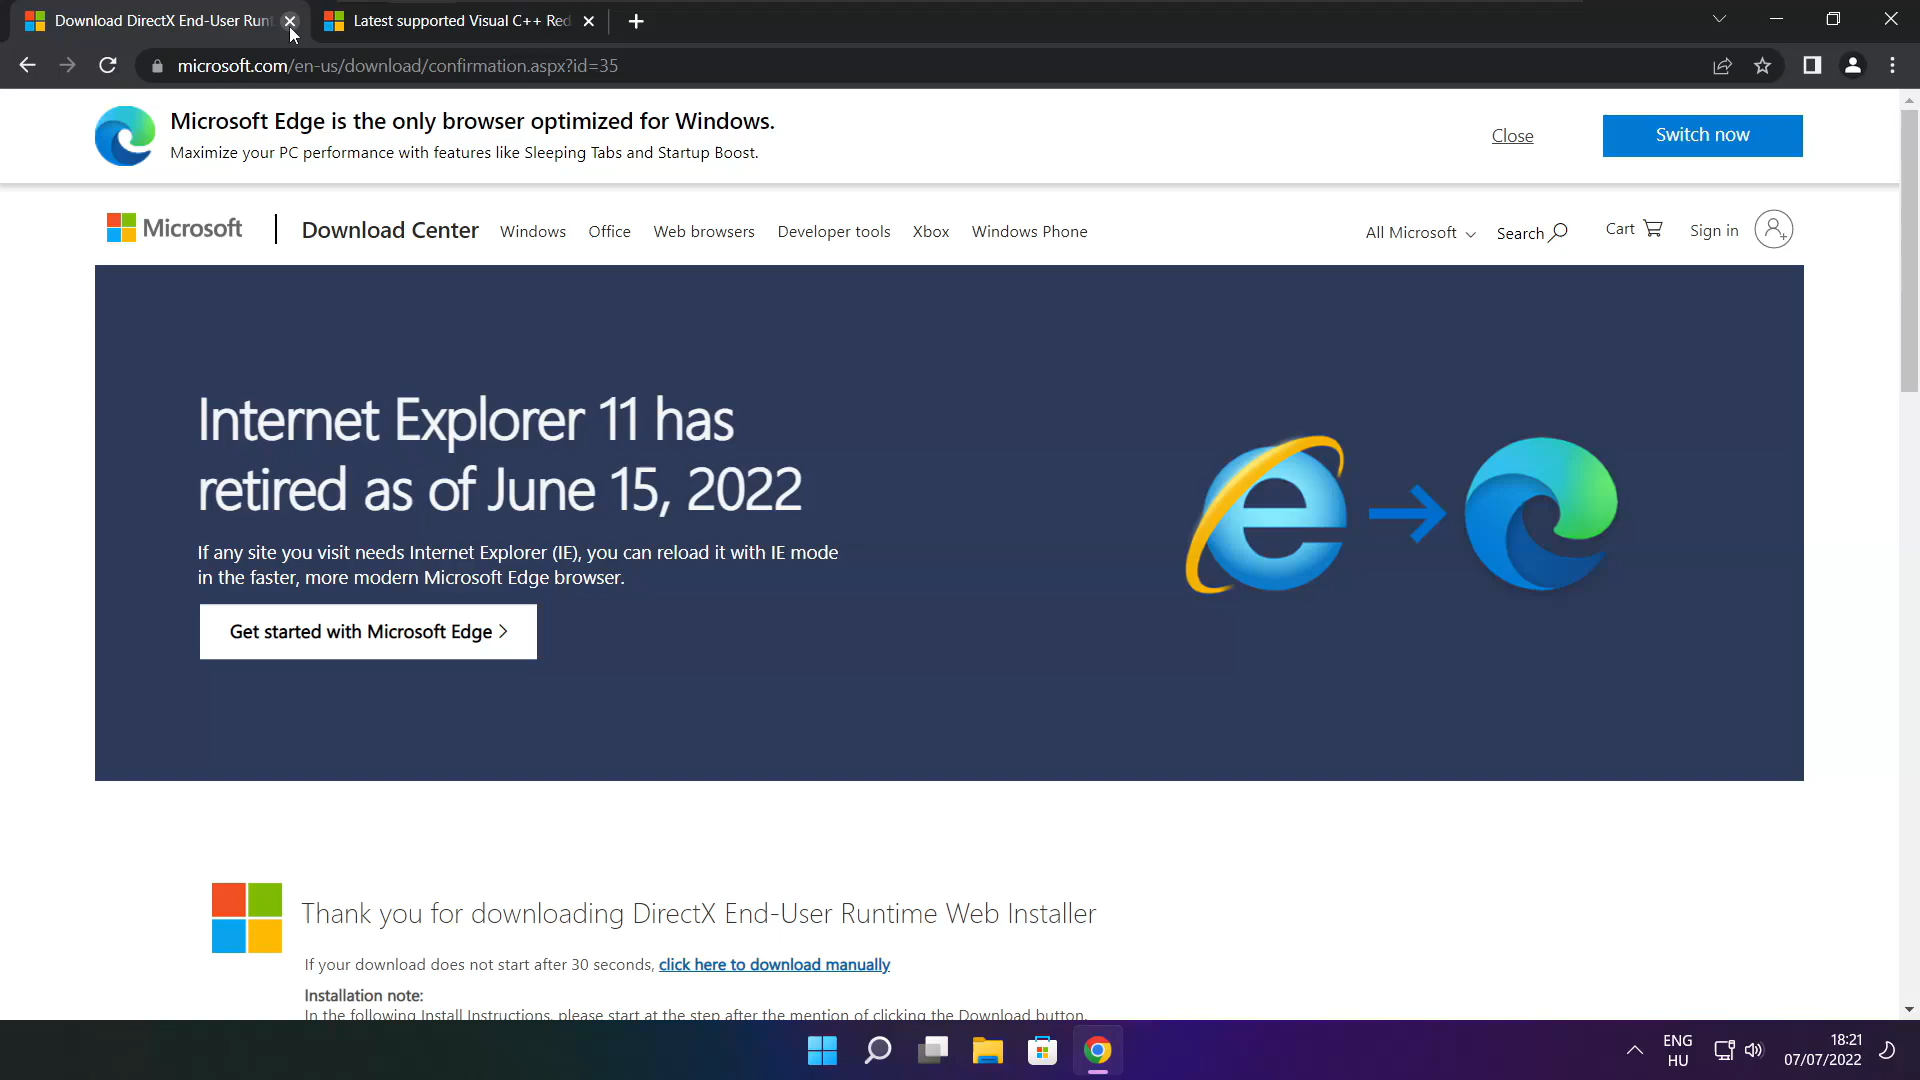 Download DirectX End-User Runt
Latest supported Visual C++ Red
microsoft.com/en-us/download/confirmation.aspx?id=35
Microsoft Edge is the only browser optimized for Windows.
Maximize your PC performance with features like Sleeping Tabs and Startup Boost.
Close
Switch now
Microsoft
Download Center
Windows
Office
Web browsers
Developer tools
Xbox
Windows Phone
All Microsoft
Search
Cart
Sign in
Internet Explorer 11 has
retired as of June 15, 2022
If any site you visit needs Internet Explorer (IE), you can reload it with IE mode
in the faster, more modern Microsoft Edge browser.
Get started with Microsoft Edge >
Thank you for downloading DirectX End-User Runtime Web Installer
If your download does not start after 30 seconds, click here to download manually
Installation note:
In the following Install Instructions, please start at the step after the mention of clicking the Download button.
ENG
HU
18:21
07/07/2022